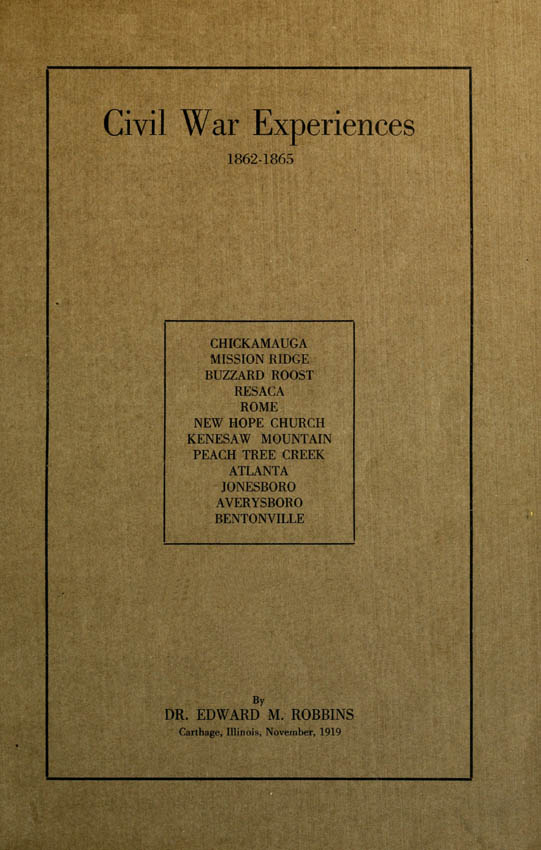 Civil War Experiences
1862-1865
CHICKAMAUGA
MISSION RIDGE
BUZZARD ROOST
RESACA
ROME
NEW HOPE CHURCH
KENESAW MOUNTAIN
PEACH TREE CREEK
ATLANTA
JONESBORO
AVERYSBORO
BENTONVILLE
By
DR. EDWARD M. ROBBINS
Carthage, Illinois, November, 1919